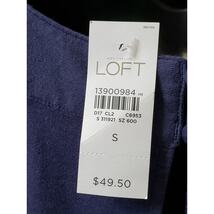 LOFT
13900984
D17 CL2 C6953
S 311921 SZ 600
S
$49.50